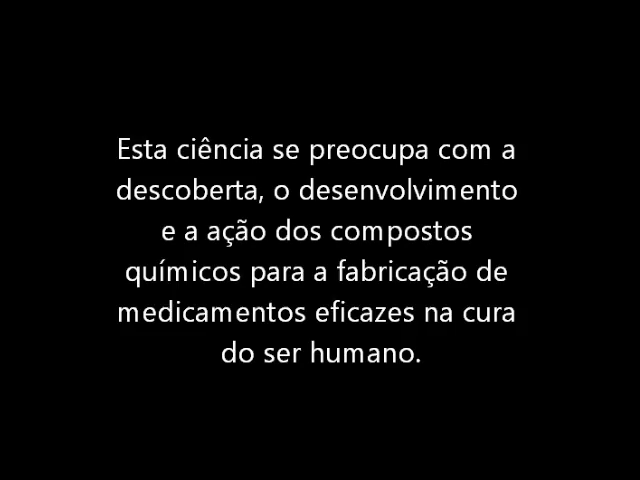 Esta ciência se preocupa com a
descoberta, o desenvolvimento
e a ação dos compostos
químicos para a fabricação de
medicamentos eficazes na cura
do ser humano.